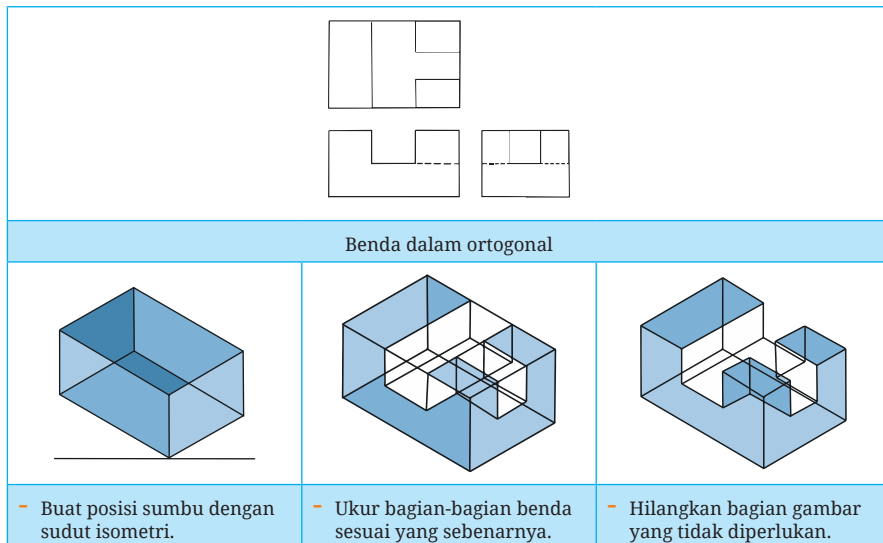 Benda dalam ortogonal
- Buat posisi sumbu dengan
sudut isometri.
- Ukur bagian-bagian benda
sesuai yang sebenarnya.
- Hilangkan bagian gambar
yang tidak diperlukan.